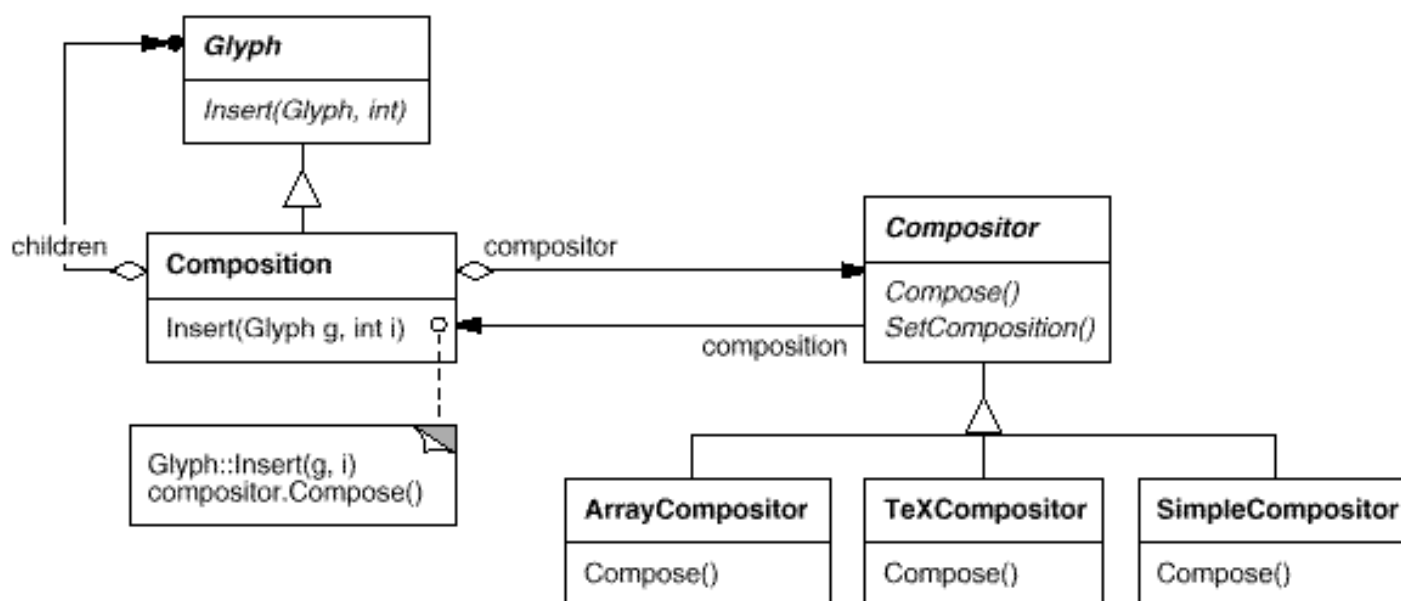 Glyph
Insert(Glyph, int)
children
Composition
Insert(Glyph g, int i)
compositor
composition
Compositor
Compose()
SetComposition()
Glyph::Insert(g, i)
compositor.Compose()
ArrayCompositor
Compose()
TeXCompositor
Compose()
SimpleCompositor
Compose()